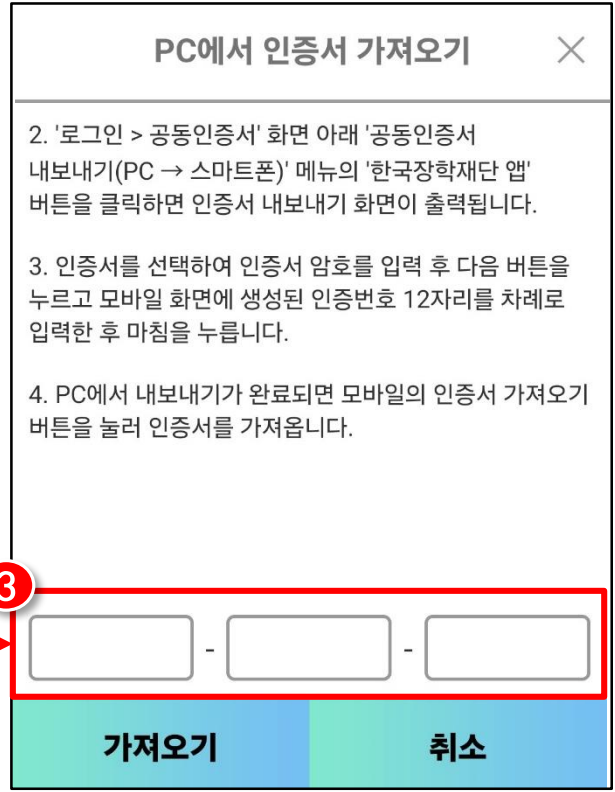 PC에서 인증서 가져오기
2. '로그인 > 공동인증서' 화면 아래 '공동인증서
내보내기(PC → 스마트폰)' 메뉴의 '한국장학재단 앱'
버튼을 클릭하면 인증서 내보내기 화면이 출력됩니다.
3. 인증서를 선택하여 인증서 암호를 입력 후 다음 버튼을
누르고 모바일 화면에 생성된 인증번호 12자리를 차례로
입력한 후 마침을 누릅니다.
4. PC에서 내보내기가 완료되면 모바일의 인증서 가져오기
버튼을 눌러 인증서를 가져옵니다.
3
- -
가져오기 취소